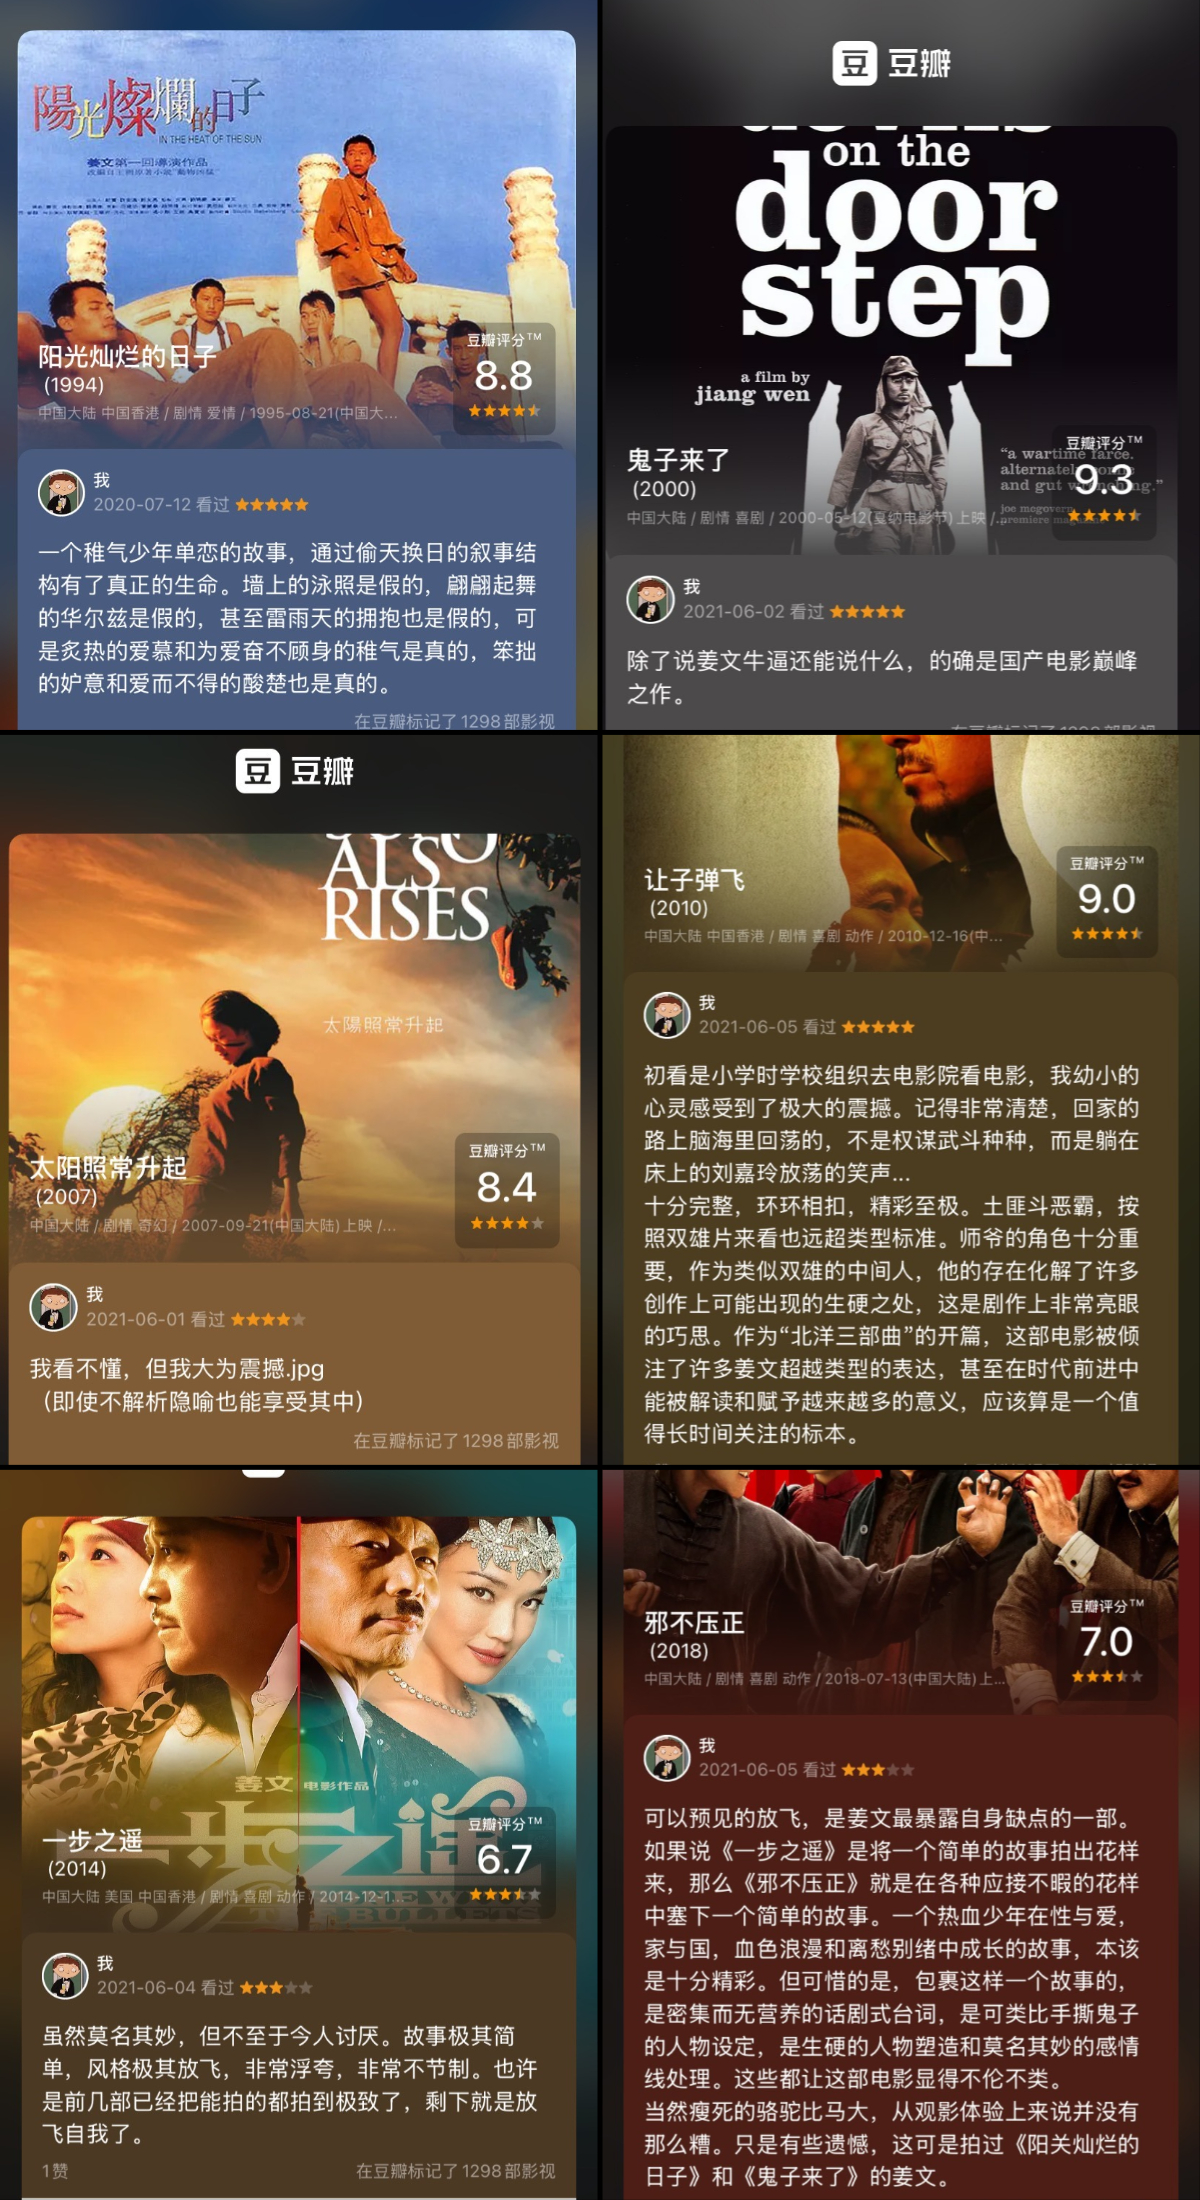 陽光燦爛的日子
IN THE HEAT OF THE SUN
姜文第一回導演作品
阳光灿烂的日子
(1994)
中国大陆 中国香港 / 剧情 爱情 / 1995-08-21(中国大...
豆瓣评分™
8.8
我
2020-07-12 看过
一个稚气少年单恋的故事，通过偷天换日的叙事结
构有了真正的生命。墙上的泳照是假的，翩翩起舞
的华尔兹是假的，甚至雷雨天的拥抱也是假的，可
是炙热的爱慕和为爱奋不顾身的稚气是真的，笨拙
的妒意和爱而不得的酸楚也是真的。
在豆瓣标记了1298部影视
豆 豆瓣
devils
on the
door
step
a film by
jiang wen
鬼子来了
(2000)
中国大陆 / 剧情 喜剧 / 2000-05-12(戛纳电影节) 上映 /...
“a wartime farce.
alternately comic
and gut wrenching.”
joe mcgovern
premiere magazine
豆瓣评分™
9.3
我
2021-06-02 看过
除了说姜文牛逼还能说什么，的确是国产电影巅峰
之作。
在豆瓣标记了1298部影视
豆 豆瓣
ALSO
RISES
太陽照常升起
太阳照常升起
(2007)
中国大陆 / 剧情 奇幻 / 2007-09-21(中国大陆) 上映 /...
豆瓣评分™
8.4
我
2021-06-01 看过
我看不懂，但我大为震撼.jpg
（即使不解析隐喻也能享受其中）
在豆瓣标记了1298部影视
让子弹飞
(2010)
中国大陆 中国香港 / 剧情 喜剧 动作 / 2010-12-16(中...
豆瓣评分™
9.0
我
2021-06-05 看过
初看是小学时学校组织去电影院看电影，我幼小的
心灵感受到了极大的震撼。记得非常清楚，回家的
路上脑海里回荡的，不是权谋武斗种种，而是躺在
床上的刘嘉玲放荡的笑声...
十分完整，环环相扣，精彩至极。土匪斗恶霸，按
照双雄片来看也远超类型标准。师爷的角色十分重
要，作为类似双雄的中间人，他的存在化解了许多
创作上可能出现的生硬之处，这是剧作上非常亮眼
的巧思。作为“北洋三部曲”的开篇，这部电影被倾
注了许多姜文超越类型的表达，甚至在时代前进中
能被解读和赋予越来越多的意义，应该算是一个值
得长时间关注的标本。
姜文 电影作品
一步之遥
一步之遥
(2014)
中国大陆 美国 中国香港 / 剧情 喜剧 动作 / 2014-12-1...
BULLETS
豆瓣评分™
6.7
我
2021-06-04 看过
虽然莫名其妙，但不至于令人讨厌。故事极其简
单，风格极其放飞，非常浮夸，非常不节制。也许
是前几部已经把能拍的都拍到极致了，剩下就是放
飞自我了。
1赞
在豆瓣标记了1298部影视
邪不压正
(2018)
中国大陆 / 剧情 喜剧 动作 / 2018-07-13(中国大陆) 上...
豆瓣评分™
7.0
我
2021-06-05 看过
可以预见的放飞，是姜文最暴露自身缺点的一部。
如果说《一步之遥》是将一个简单的故事拍出花样
来，那么《邪不压正》就是在各种应接不暇的花样
中塞下一个简单的故事。一个热血少年在性与爱，
家与国，血色浪漫和离愁别绪中成长的故事，本该
是十分精彩。但可惜的是，包裹这样一个故事的，
是密集而无营养的话剧式台词，是可类比手撕鬼子
的人物设定，是生硬的人物塑造和莫名其妙的感情
线处理。这些都让这部电影显得不伦不类。
当然瘦死的骆驼比马大，从观影体验上来说并没有
那么糟。只是有些遗憾，这可是拍过《阳关灿烂的
日子》和《鬼子来了》的姜文。